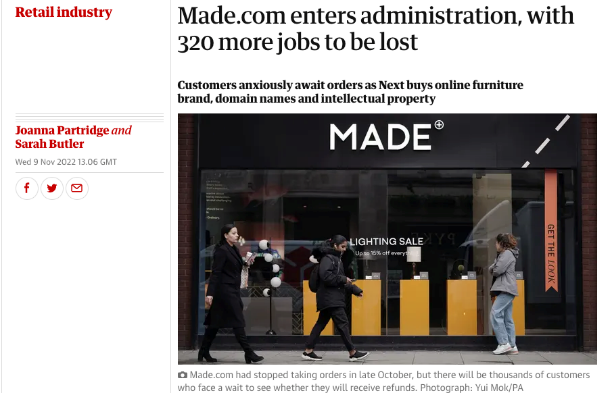 Retail industry
Made.com enters administration, with
320 more jobs to be lost
Customers anxiously await orders as Next buys online furniture
brand, domain names and intellectual property
Joanna Partridge and
Sarah Butler
Wed 9 Nov 2022 13.06 GMT
MADE
LIGHTING SALE
Up to 15% off everything
GET THE LOOK
Made.com had stopped taking orders in late October, but there will be thousands of customers
who face a wait to see whether they will receive refunds. Photograph: Yui Mok/PA